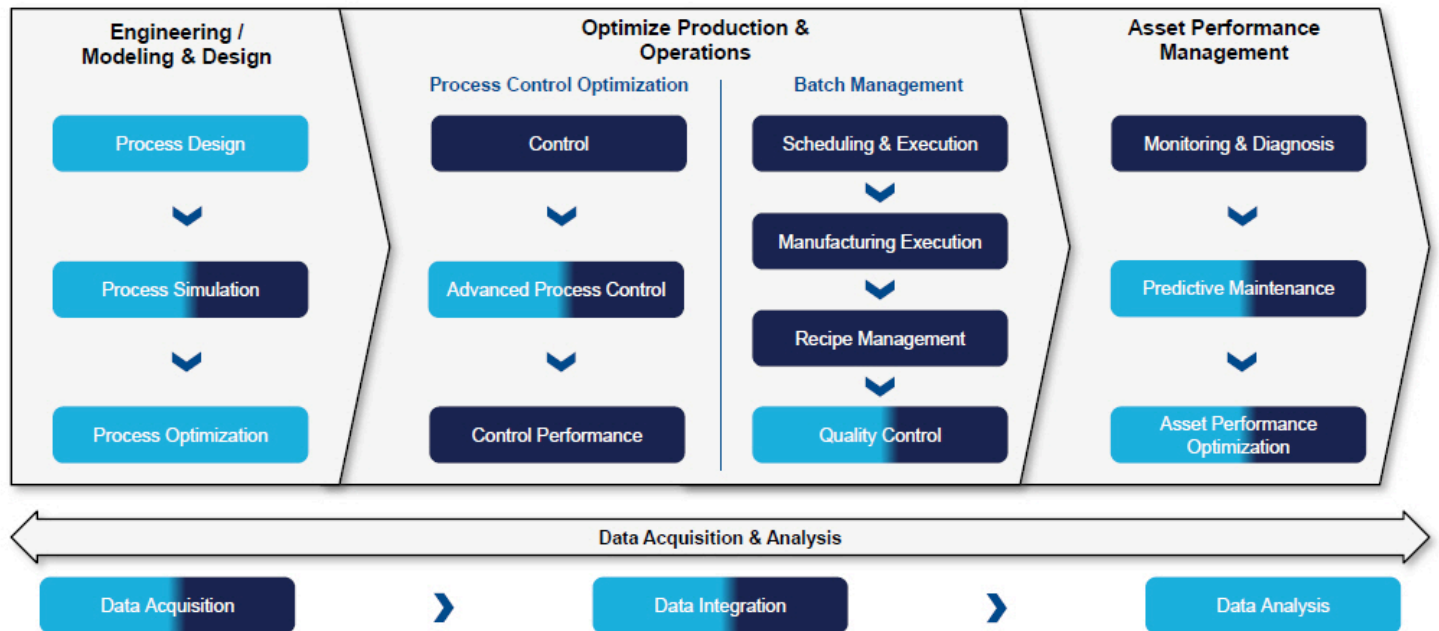 Engineering /
Modeling & Design
Process Design
Process Simulation
Process Optimization
Optimize Production &
Operations
Process Control Optimization
Control
Advanced Process Control
Control Performance
Batch Management
Scheduling & Execution
Manufacturing Execution
Recipe Management
Quality Control
Asset Performance
Management
Monitoring & Diagnosis
Predictive Maintenance
Asset Performance
Optimization
Data Acquisition & Analysis
Data Acquisition
Data Integration
Data Analysis